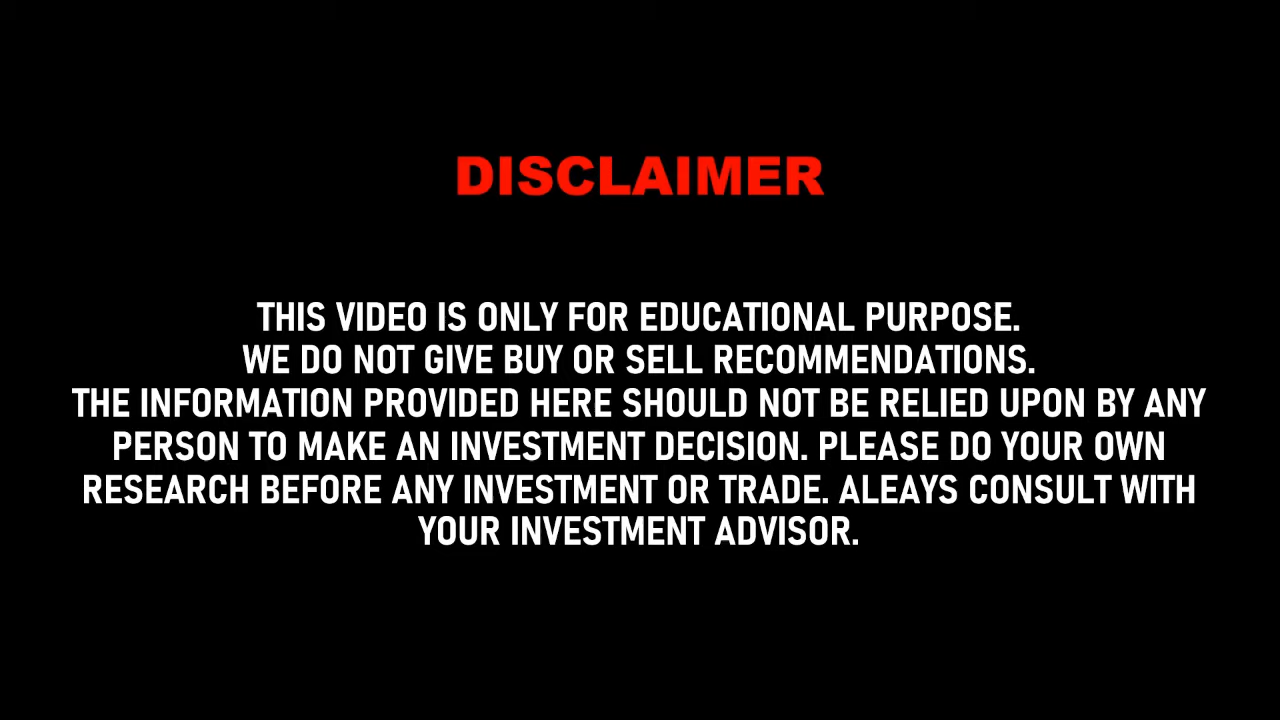 DISCLAIMER
THIS VIDEO IS ONLY FOR EDUCATIONAL PURPOSE.
WE DO NOT GIVE BUY OR SELL RECOMMENDATIONS.
THE INFORMATION PROVIDED HERE SHOULD NOT BE RELIED UPON BY ANY
PERSON TO MAKE AN INVESTMENT DECISION. PLEASE DO YOUR OWN
RESEARCH BEFORE ANY INVESTMENT OR TRADE. ALEAYS CONSULT WITH
YOUR INVESTMENT ADVISOR.